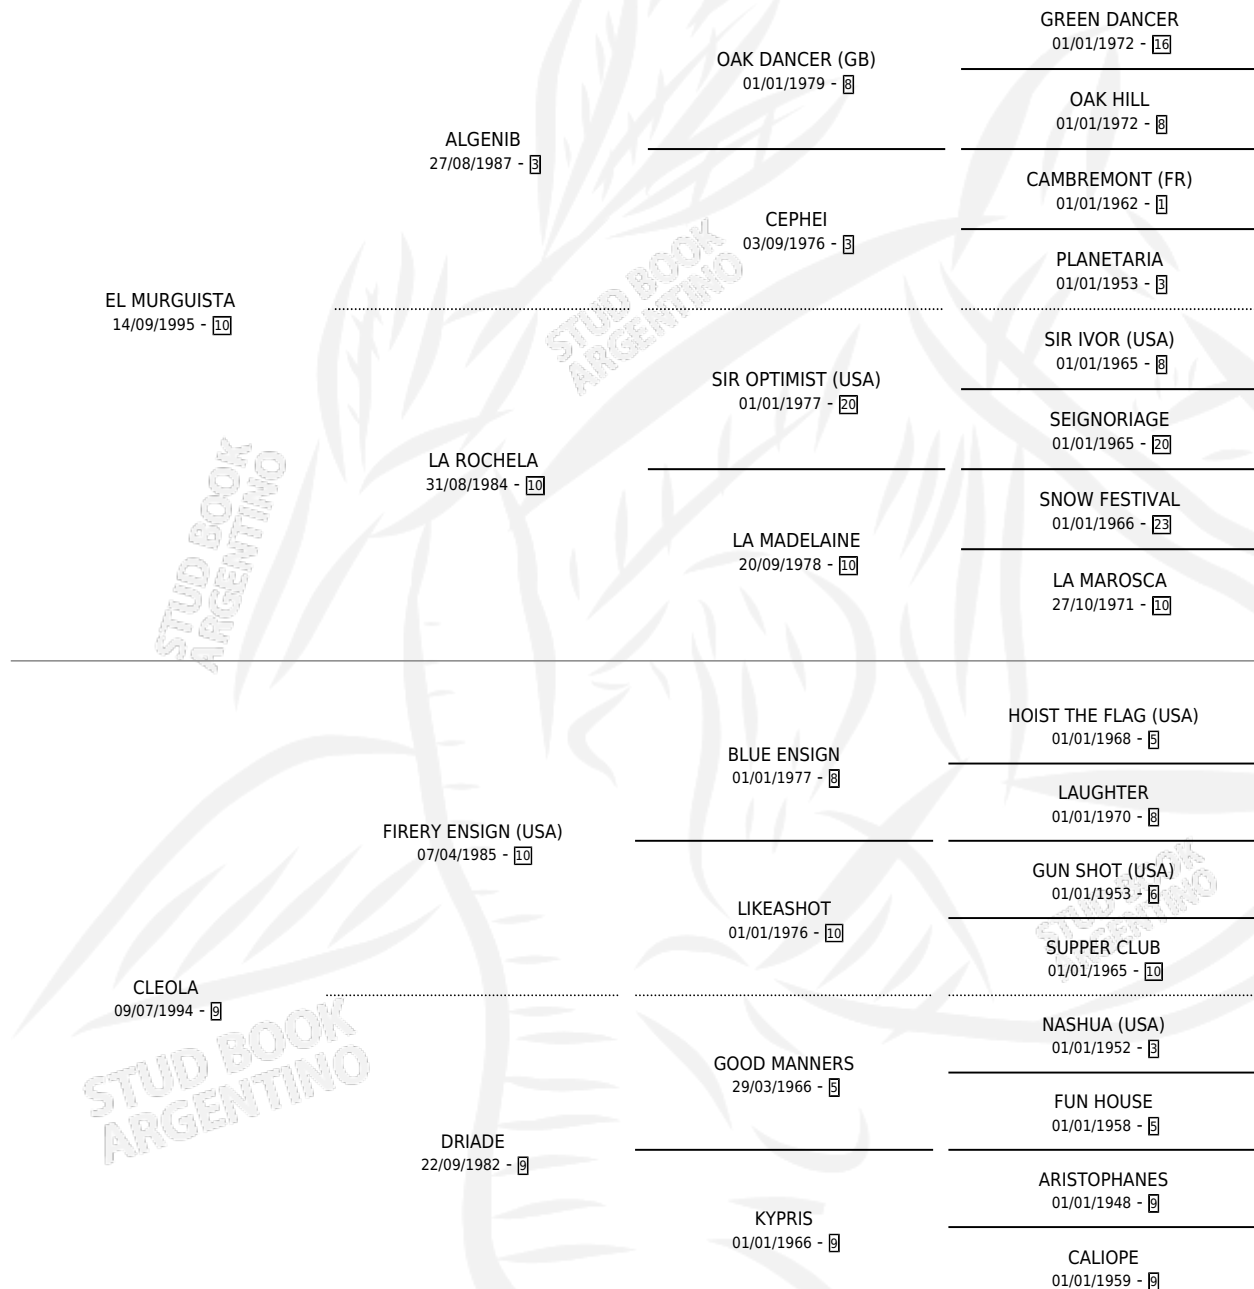 GREEN DANCER
01/01/1972 - 16
OAK DANCER (GB)
01/01/1979 - 8
OAK HILL
01/01/1972 - 8
ALGENIB
27/08/1987 - 3
CAMBREMONT (FR)
01/01/1962 - 1
CEPHEI
03/09/1976 - 3
PLANETARIA
01/01/1953 - 3
EL MURGUISTA
14/09/1995 - 10
SIR IVOR (USA)
01/01/1965 - 8
SIR OPTIMIST (USA)
01/01/1977 - 20
SEIGNORIAGE
01/01/1965 - 20
LA ROCHELA
31/08/1984 - 10
SNOW FESTIVAL
01/01/1966 - 23
LA MADELAINE
20/09/1978 - 10
LA MAROSCA
27/10/1971 - 10
HOIST THE FLAG (USA)
01/01/1968 - 5
BLUE ENSIGN
01/01/1977 - 8
LAUGHTER
01/01/1970 - 8
FIRERY ENSIGN (USA)
07/04/1985 - 10
GUN SHOT (USA)
01/01/1953 - 6
LIKEASHOT
01/01/1976 - 10
SUPPER CLUB
01/01/1965 - 10
CLEOLA
09/07/1994 - 9
NASHUA (USA)
01/01/1952 - 3
GOOD MANNERS
29/03/1966 - 5
FUN HOUSE
01/01/1958 - 5
DRIADE
22/09/1982 - 9
ARISTOPHANES
01/01/1948 - 9
KYPRIS
01/01/1966 - 9
CALIOPE
01/01/1959 - 9
STUD BOOK
ARGENTINO
STUD BOOK
ARGENTINO
STUD BOOK
ARGENTINO
STUD BOOK
ARGENTINO